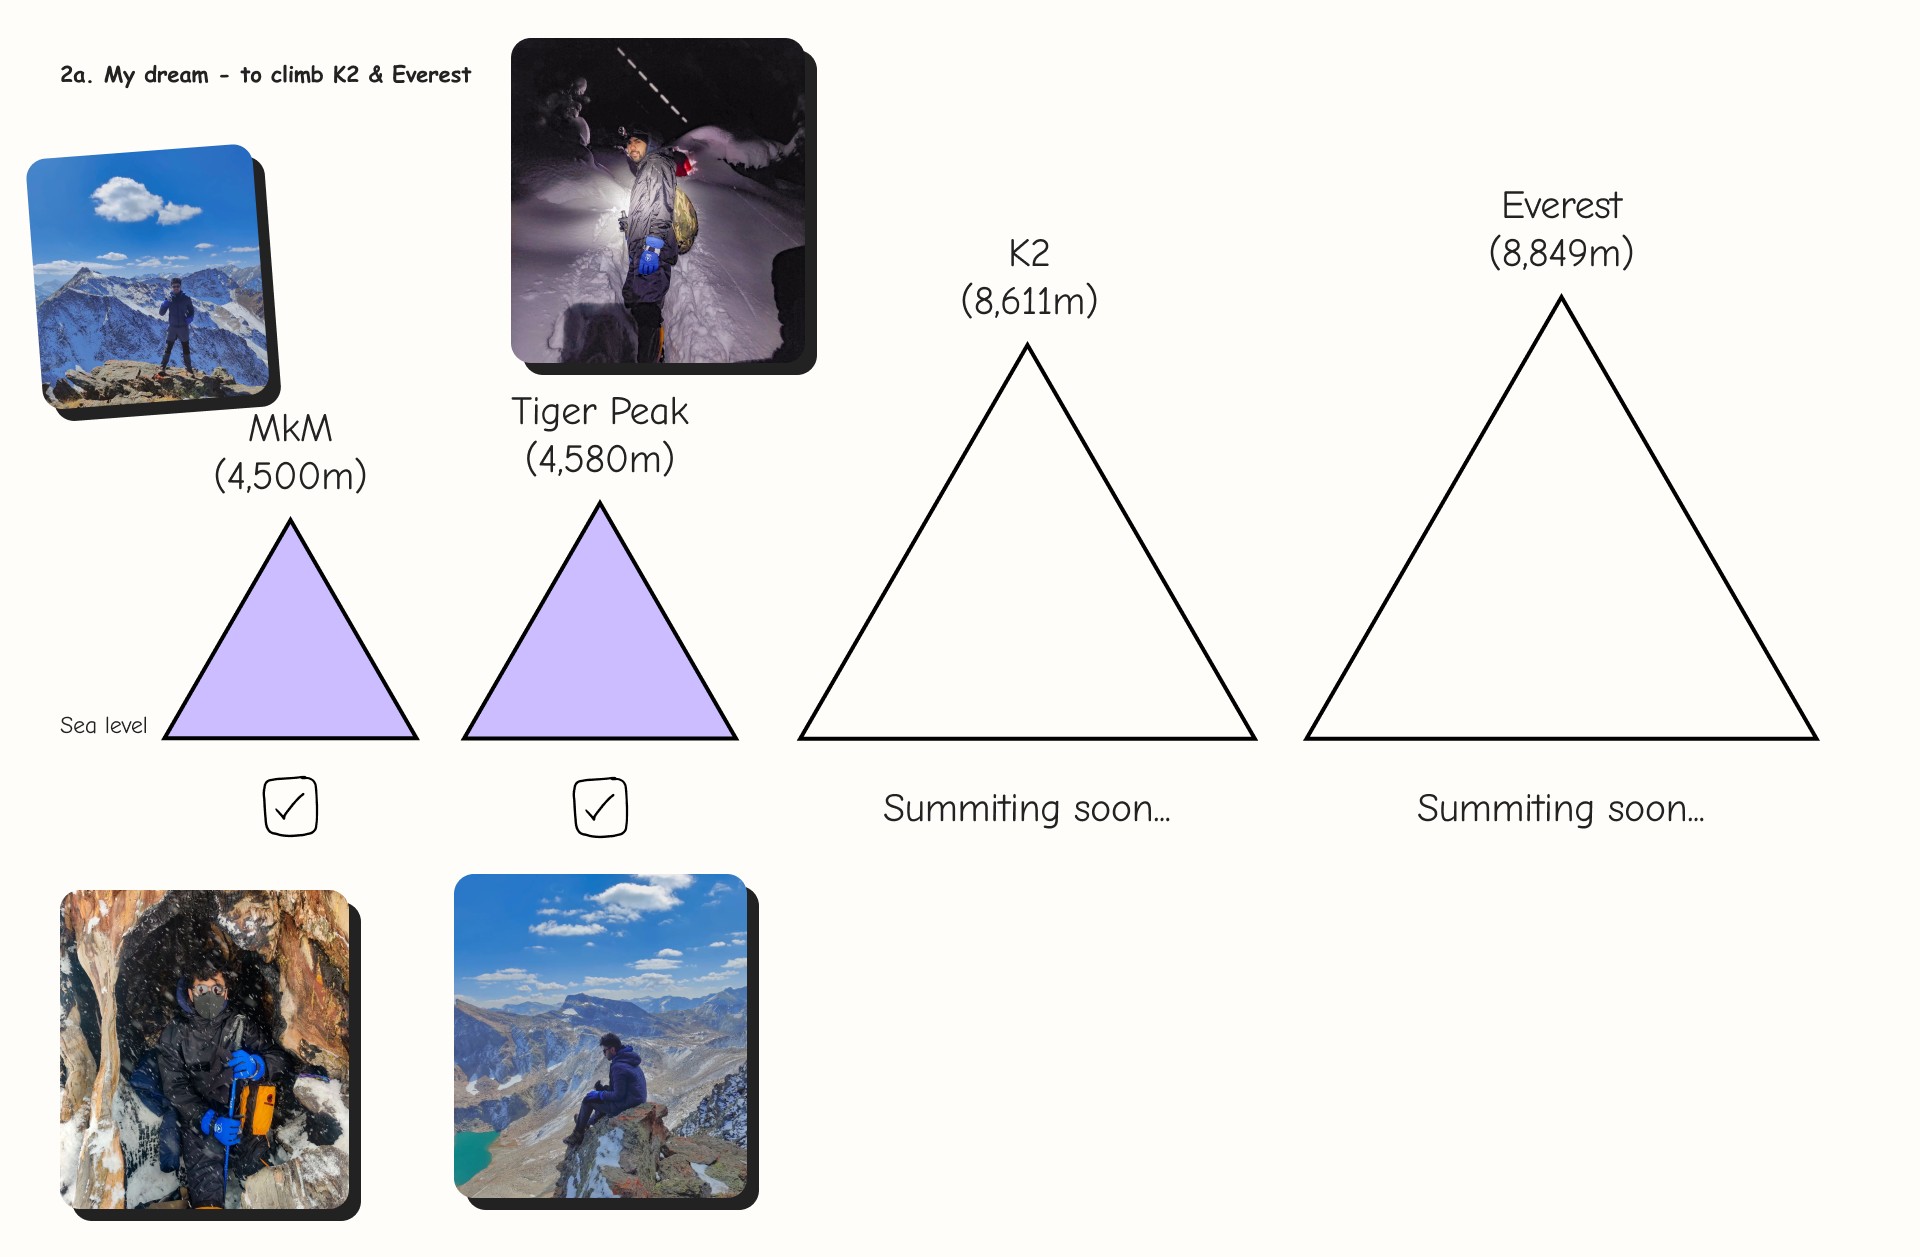 2a. My dream - to climb K2 & Everest
MkM
(4,500m)
Tiger Peak
(4,580m)
K2
(8,611m)
Everest
(8,849m)
Sea level
Summiting soon...
Summiting soon...